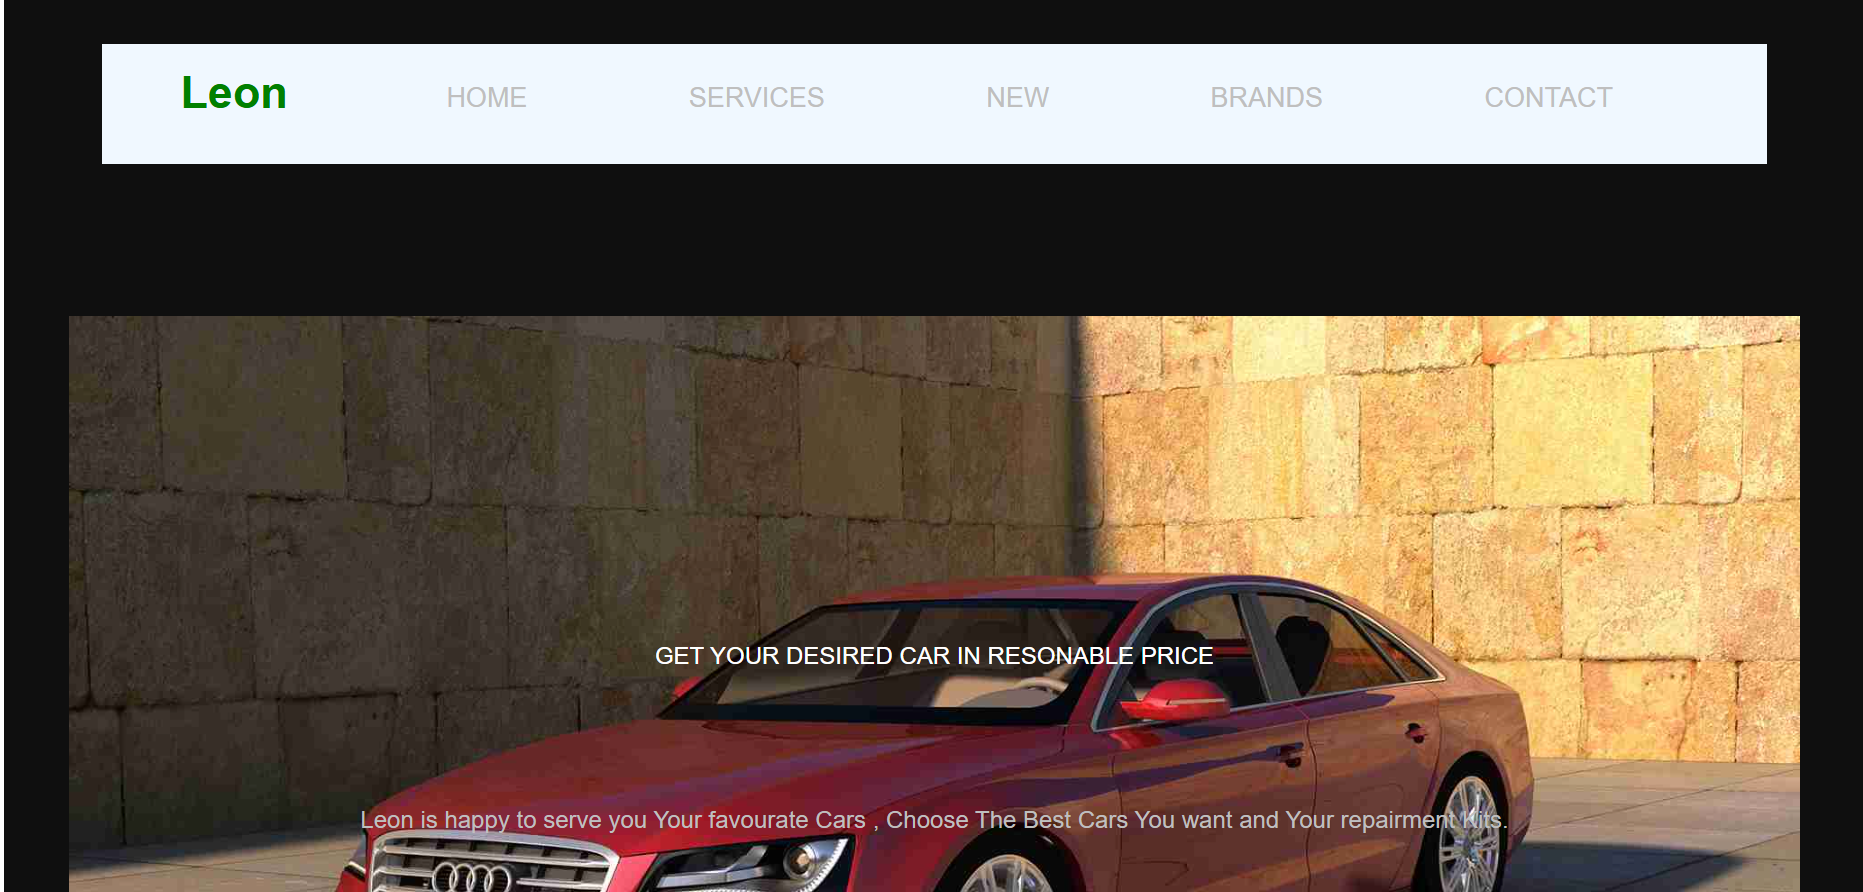 Leon HOME SERVICES NEW BRANDS CONTACT
GET YOUR DESIRED CAR IN RESONABLE PRICE
Leon is happy to serve you Your favourate Cars , Choose The Best Cars You want and Your repairment Kits.